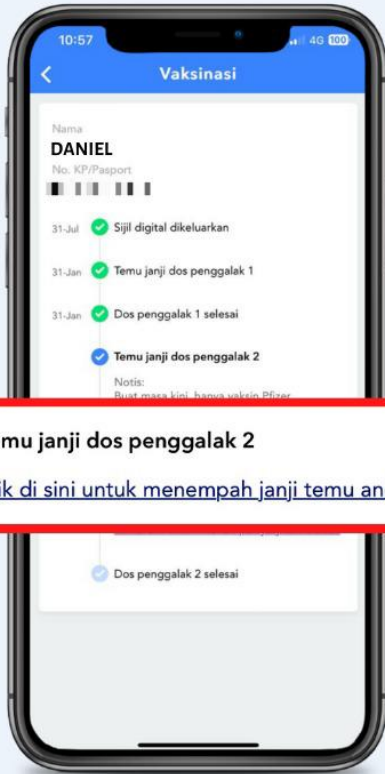 10:57
4G 100
Vaksinasi
Nama
DANIEL
No. KP/Pasport
31-Jul Sijil digital dikeluarkan
31-Jan Temu janji dos penggalak 1
31-Jan Dos penggalak 1 selesai
Temu janji dos penggalak 2
Notis:
Buat masa kini, hanya vaksin Pfizer
mu janji dos penggalak 2
ik di sini untuk menempah janji temu an
Dos penggalak 2 selesai